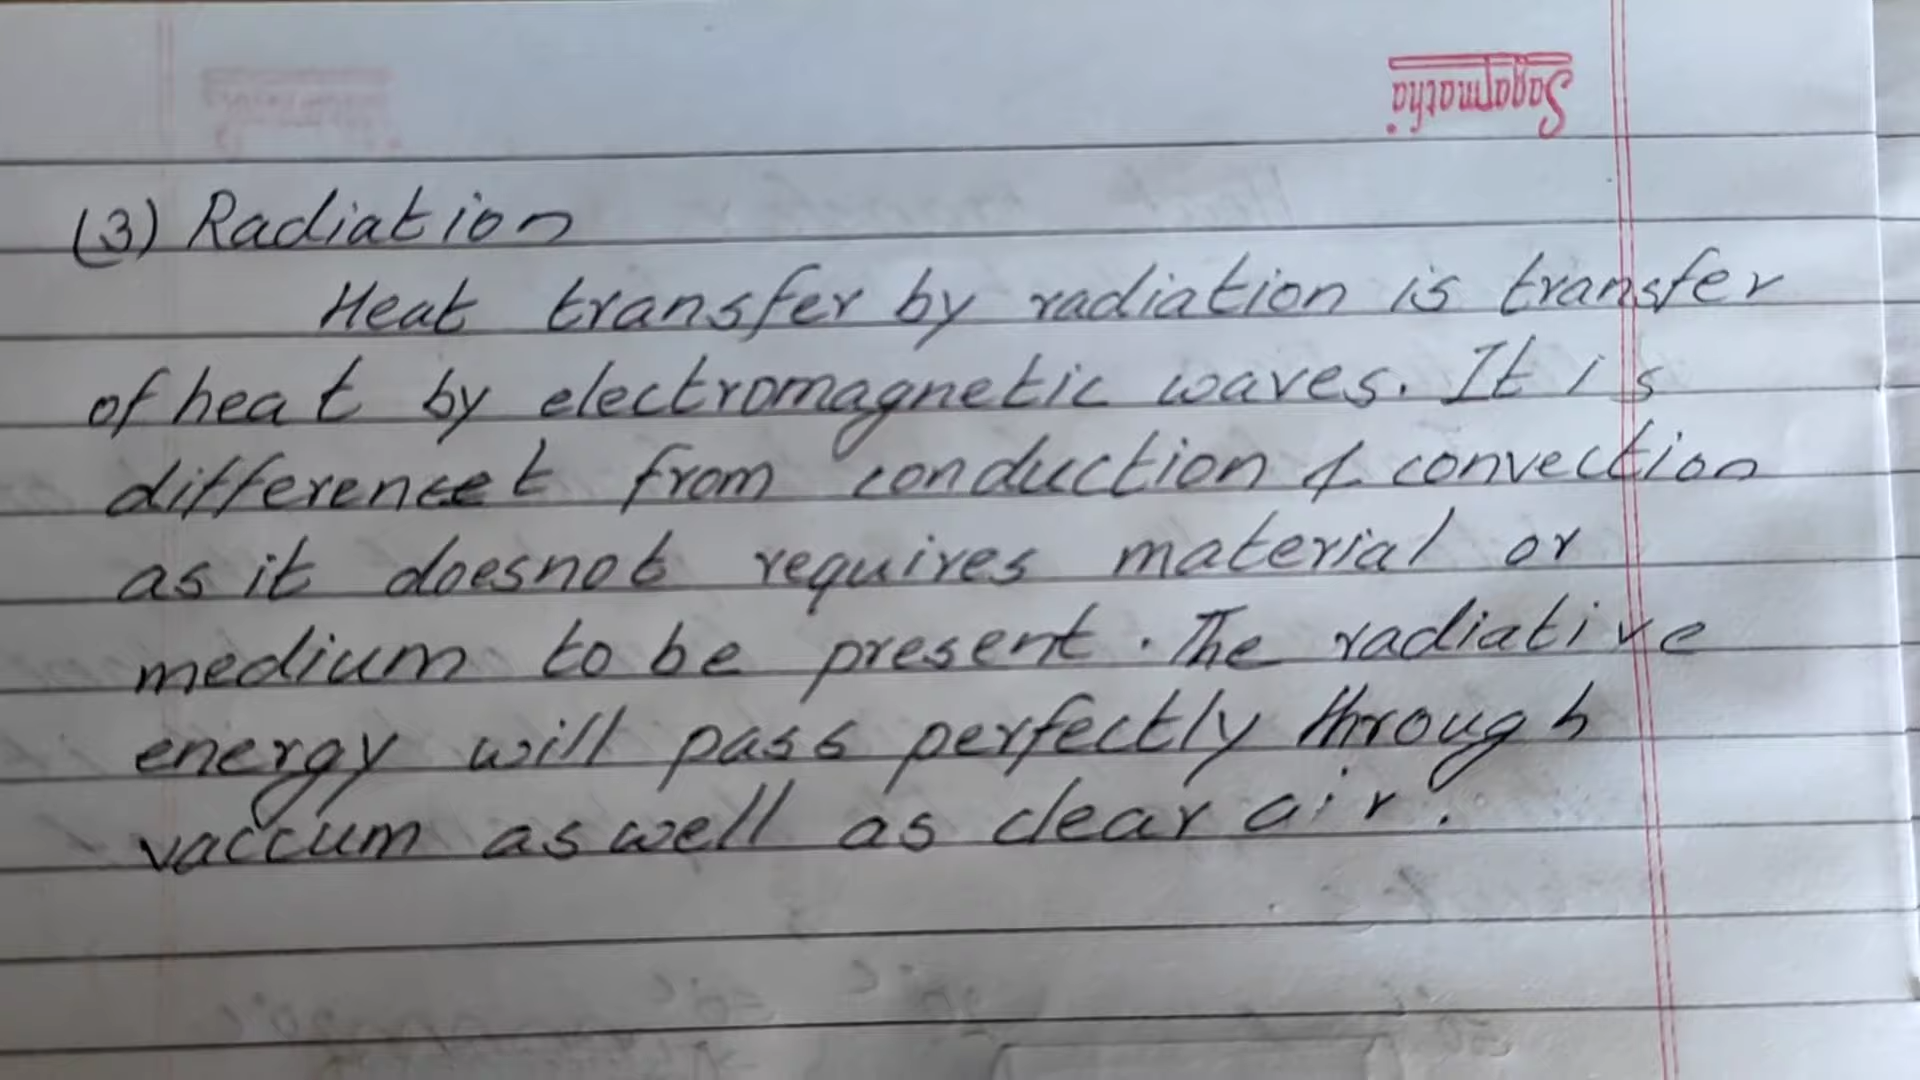 Sagarmatha
(3) Radiation
Heat transfer by radiation is transfer
of heat by electromagnetic waves. It is
differencet from conduction & convection
as it doesnot requires material or
medium to be present. The radiative
energy will pass perfectly through
vaccum as well as clear air.